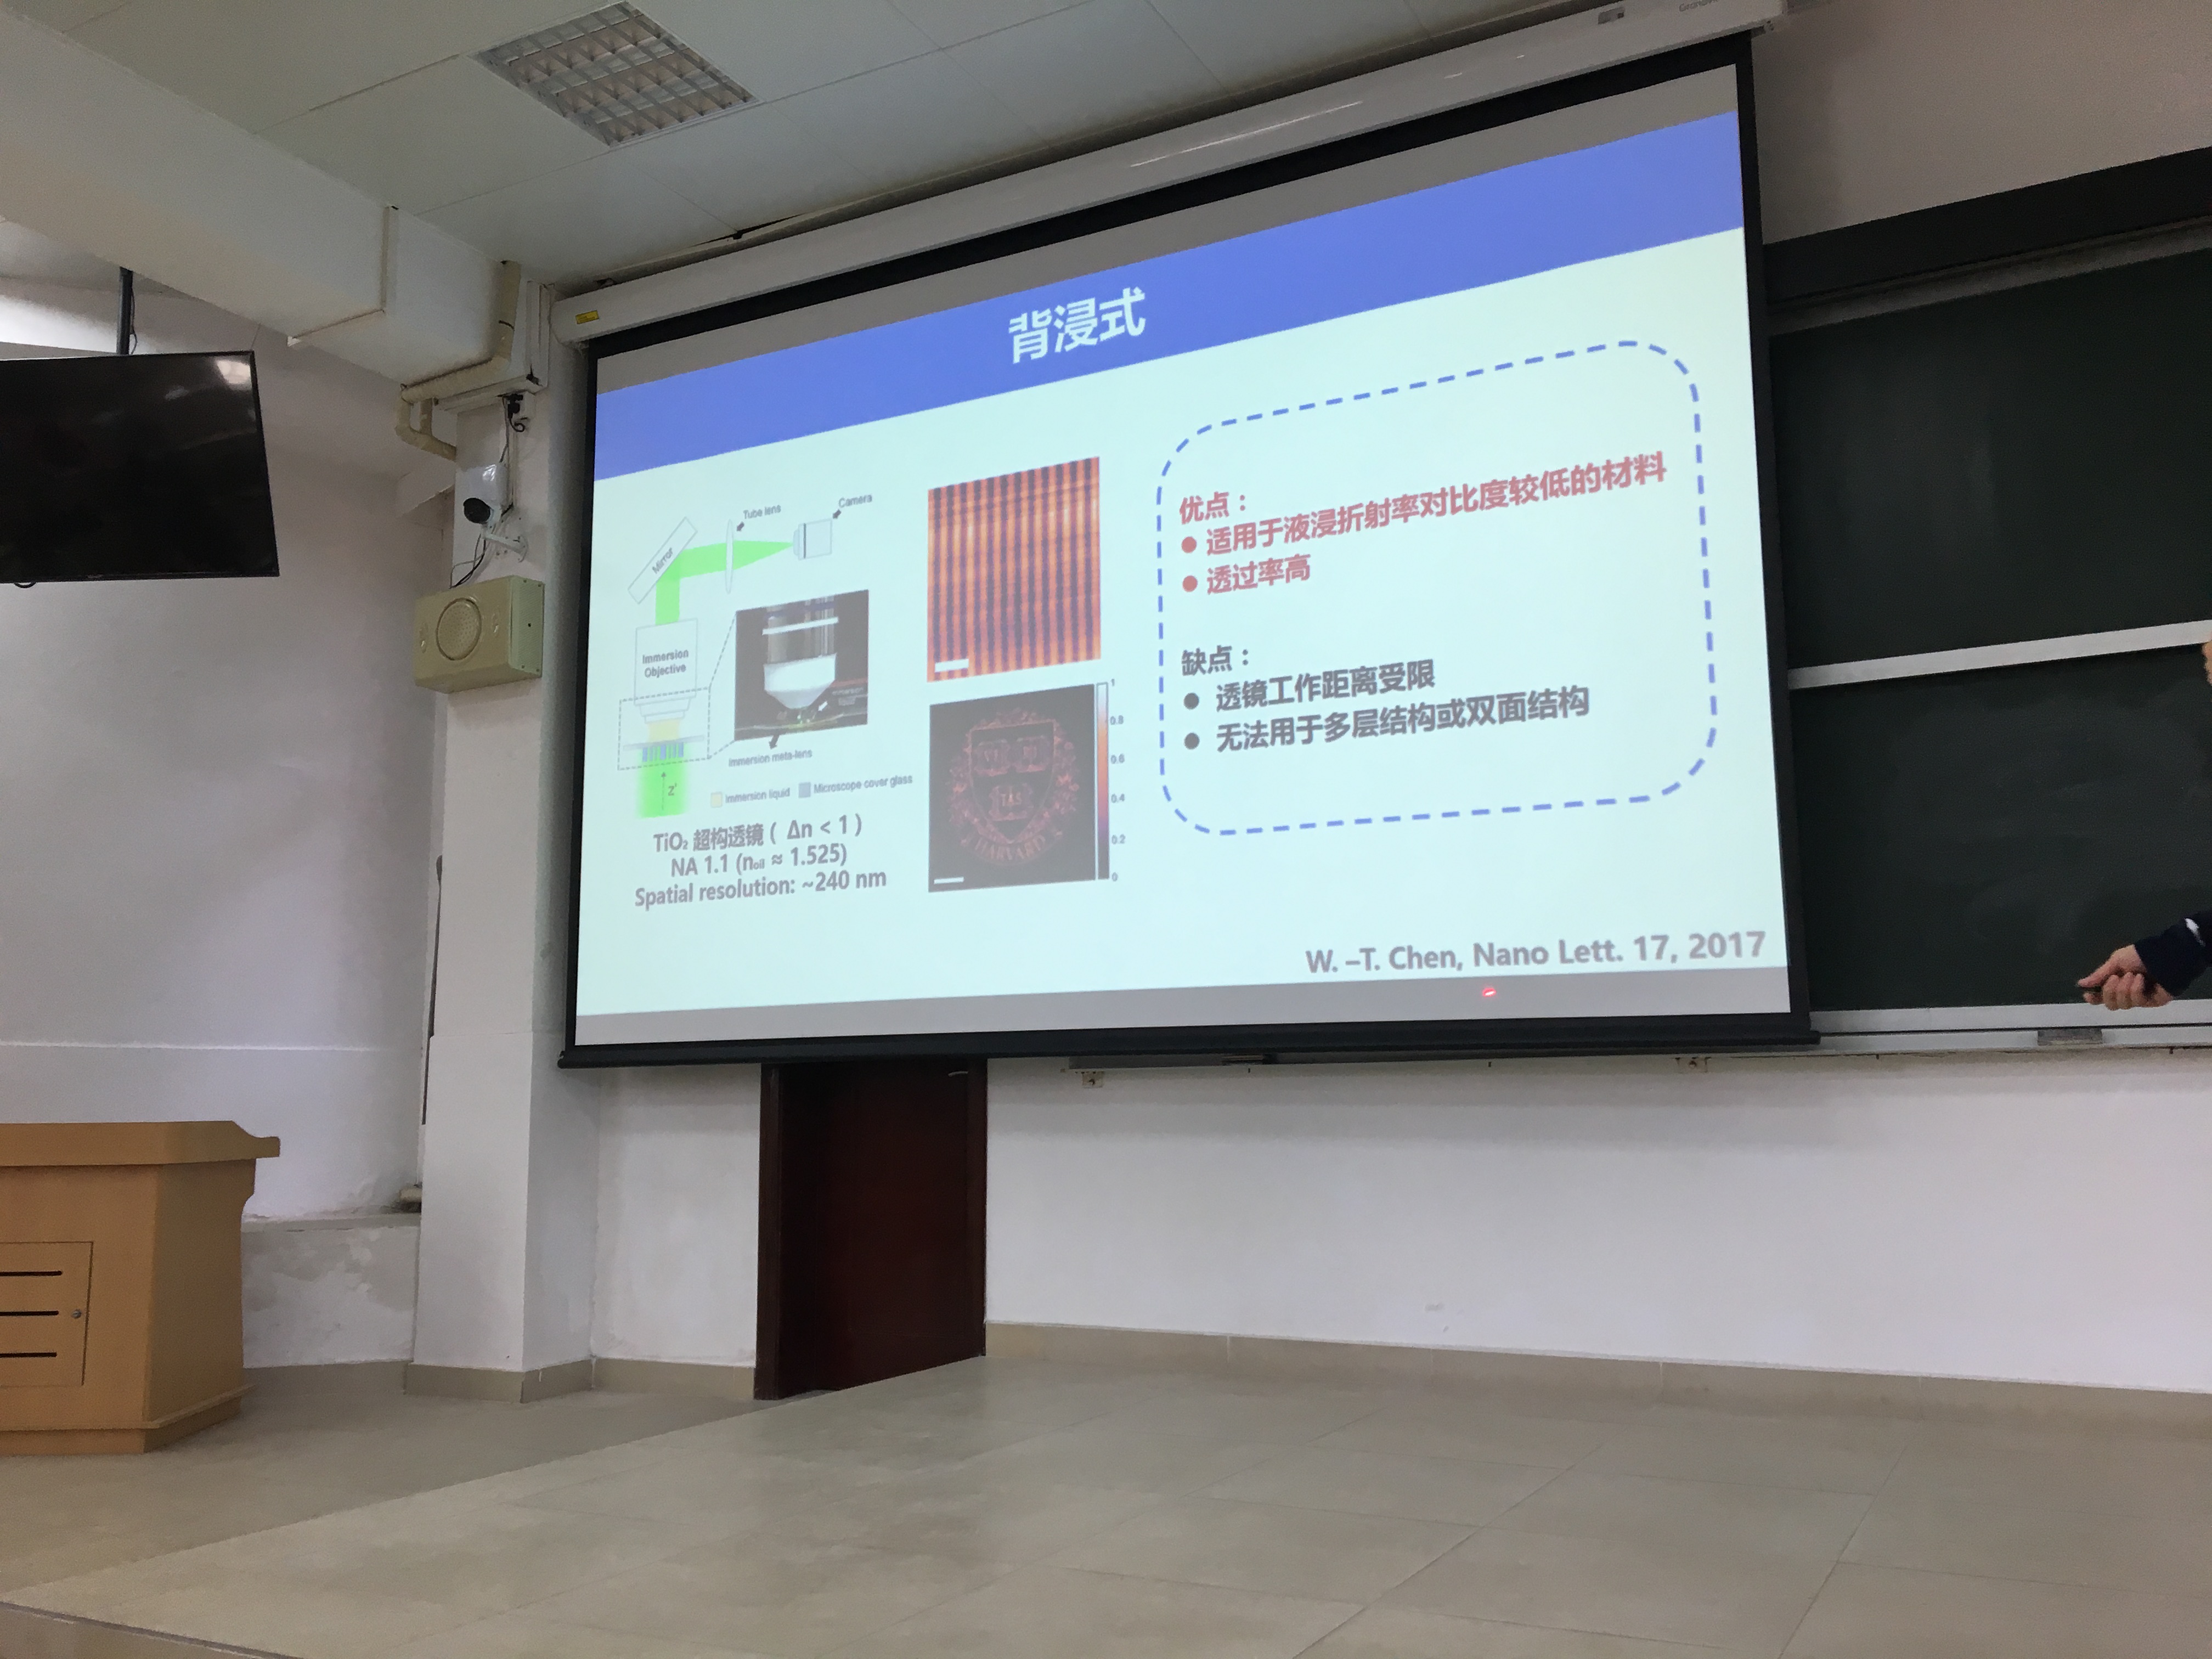 背浸式
Tube lens
Camera
Mirror
Immersion
Objective
Immersion meta-lens
z'
Immersion liquid
Microscope cover glass
TiO₂ 超构透镜 ( Δn < 1 )
NA 1.1 (nₒᵢₗ ≈ 1.525)
Spatial resolution: ~240 nm
1
0.8
0.6
0.4
0.2
0
HARVARD
优点：
● 适用于液浸折射率对比度较低的材料
● 透过率高
缺点：
● 透镜工作距离受限
● 无法用于多层结构或双面结构
W. –T. Chen, Nano Lett. 17, 2017